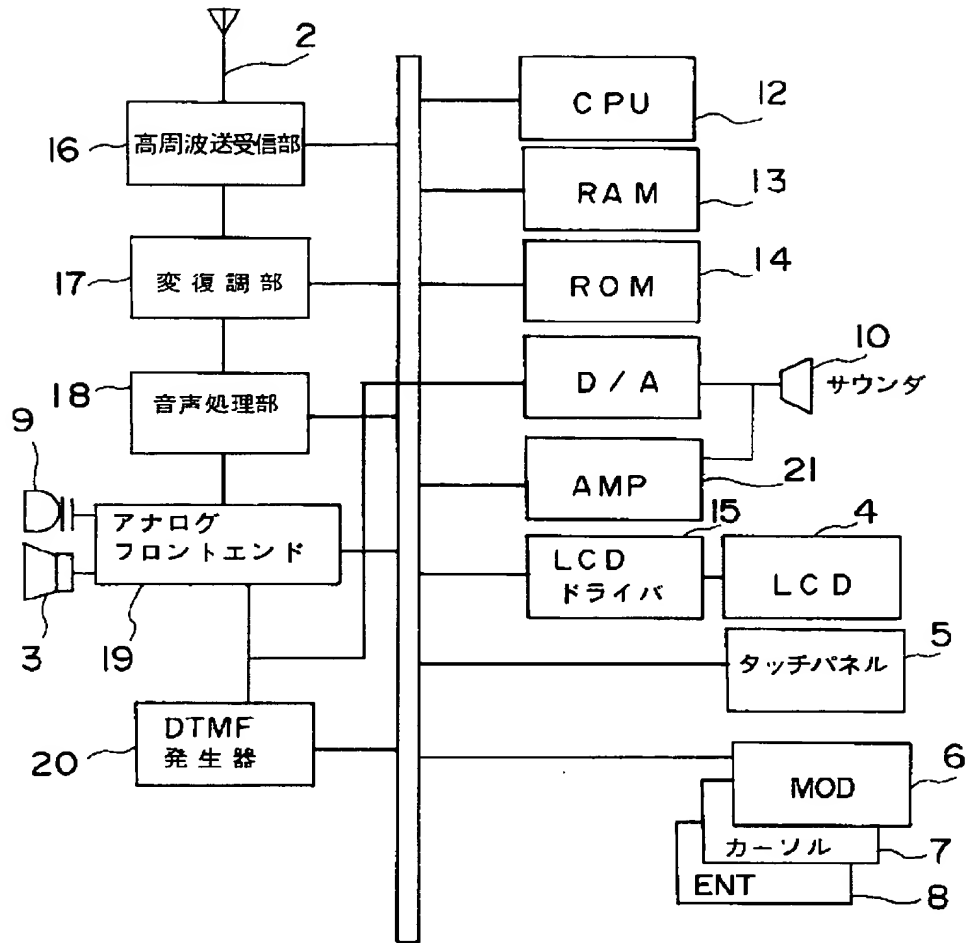 2
16
高周波送受信部
17
変復調部
18
音声処理部
9
アナログ
フロントエンド
3
19
DTMF
発生器
20
CPU
12
RAM
13
ROM
14
D/A
10
サウンダ
AMP
21
LCD
ドライバ
15
LCD
4
タッチパネル
5
MOD
6
カーソル
7
ENT
8